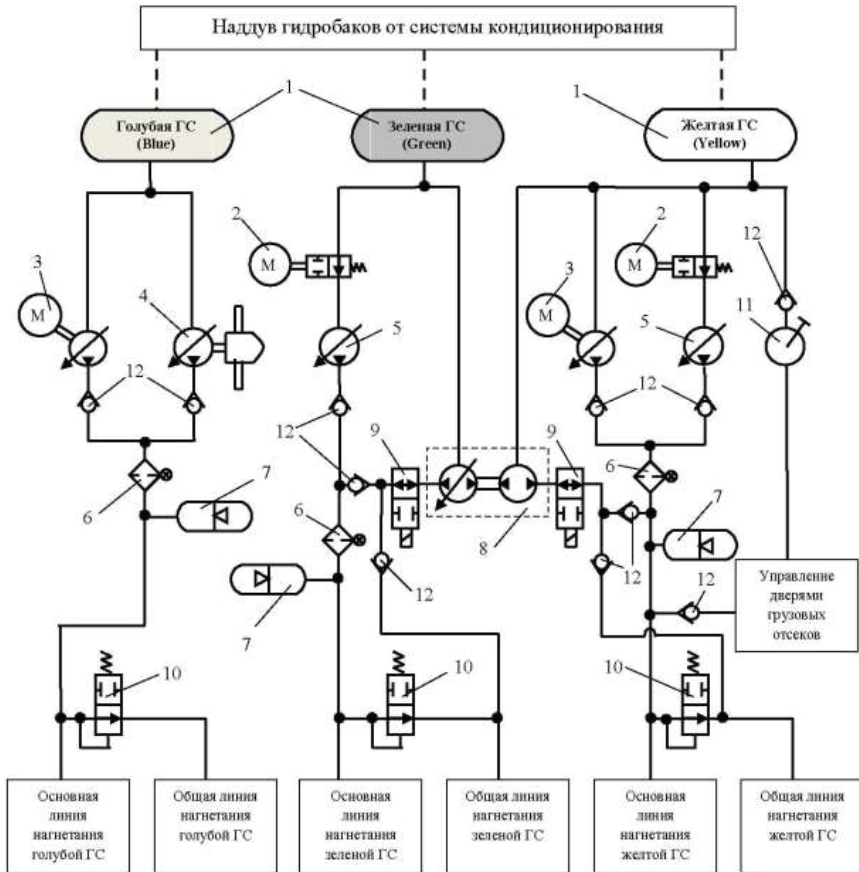 Наддув гидробаков от системы кондиционирования
1
1
Голубая ГС
(Blue)
Зеленая ГС
(Green)
Желтая ГС
(Yellow)
2
2
12
3
M
M
M
3
M
4
5
5
11
12
12
12
9
9
6
6
7
6
8
7
12
12
12
7
Управление
дверями
грузовых
отсеков
10
10
10
Основная
линия
нагнетания
голубой ГС
Общая линия
нагнетания
голубой ГС
Основная
линия
нагнетания
зеленой ГС
Общая линия
нагнетания
зеленой ГС
Основная
линия
нагнетания
желтой ГС
Общая линия
нагнетания
желтой ГС